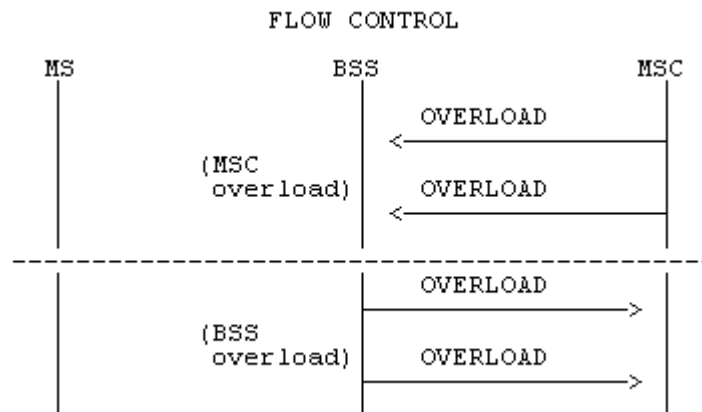 FLOW CONTROL
MS BSS MSC
OVERLOAD
(MSC
overload)
OVERLOAD
OVERLOAD
(BSS
overload)
OVERLOAD